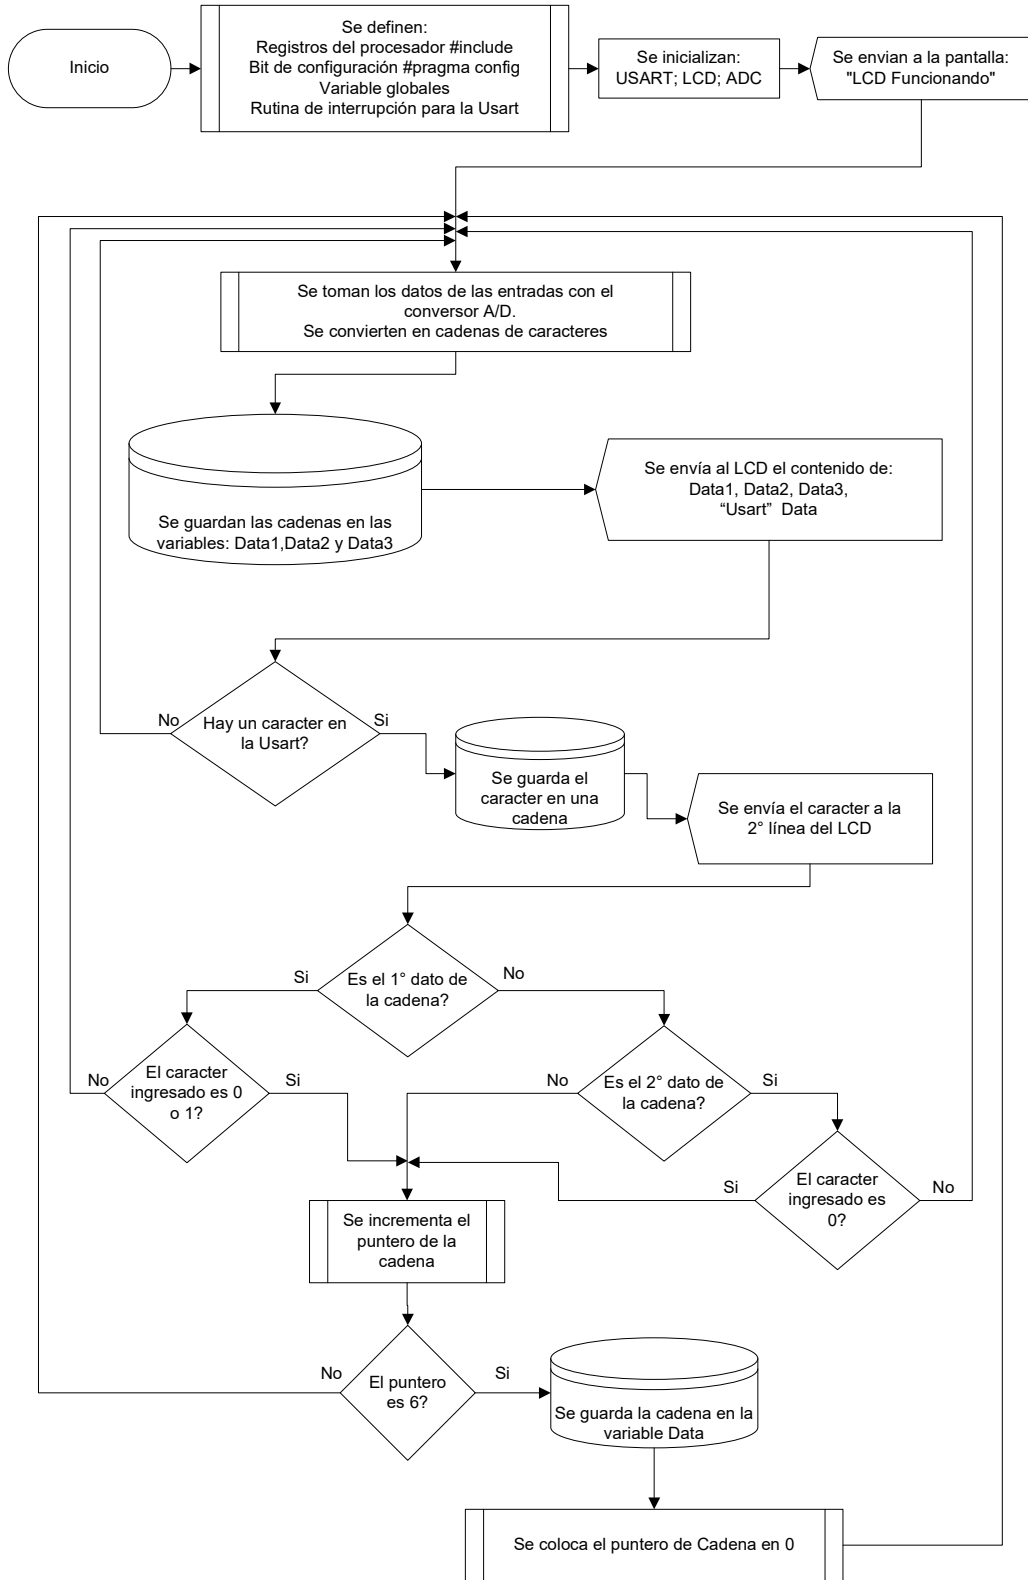 Inicio
Se definen:
Registros del procesador #include
Bit de configuración #pragma config
Variable globales
Rutina de interrupción para la Usart
Se inicializan:
USART; LCD; ADC
Se envian a la pantalla:
"LCD Funcionando"
Se toman los datos de las entradas con el
conversor A/D.
Se convierten en cadenas de caracteres
Se guardan las cadenas en las
variables: Data1,Data2 y Data3
Se envía al LCD el contenido de:
Data1, Data2, Data3,
“Usart”  Data
No
Hay un caracter en
la Usart?
Si
Se guarda el
caracter en una
cadena
Se envía el caracter a la
2° línea del LCD
Si
Es el 1° dato de
la cadena?
No
No
El caracter
ingresado es 0
o 1?
Si
No
Es el 2° dato de
la cadena?
Si
Si
El caracter
ingresado es
0?
No
Se incrementa el
puntero de la
cadena
No
El puntero
es 6?
Si
Se guarda la cadena en la
variable Data
Se coloca el puntero de Cadena en 0